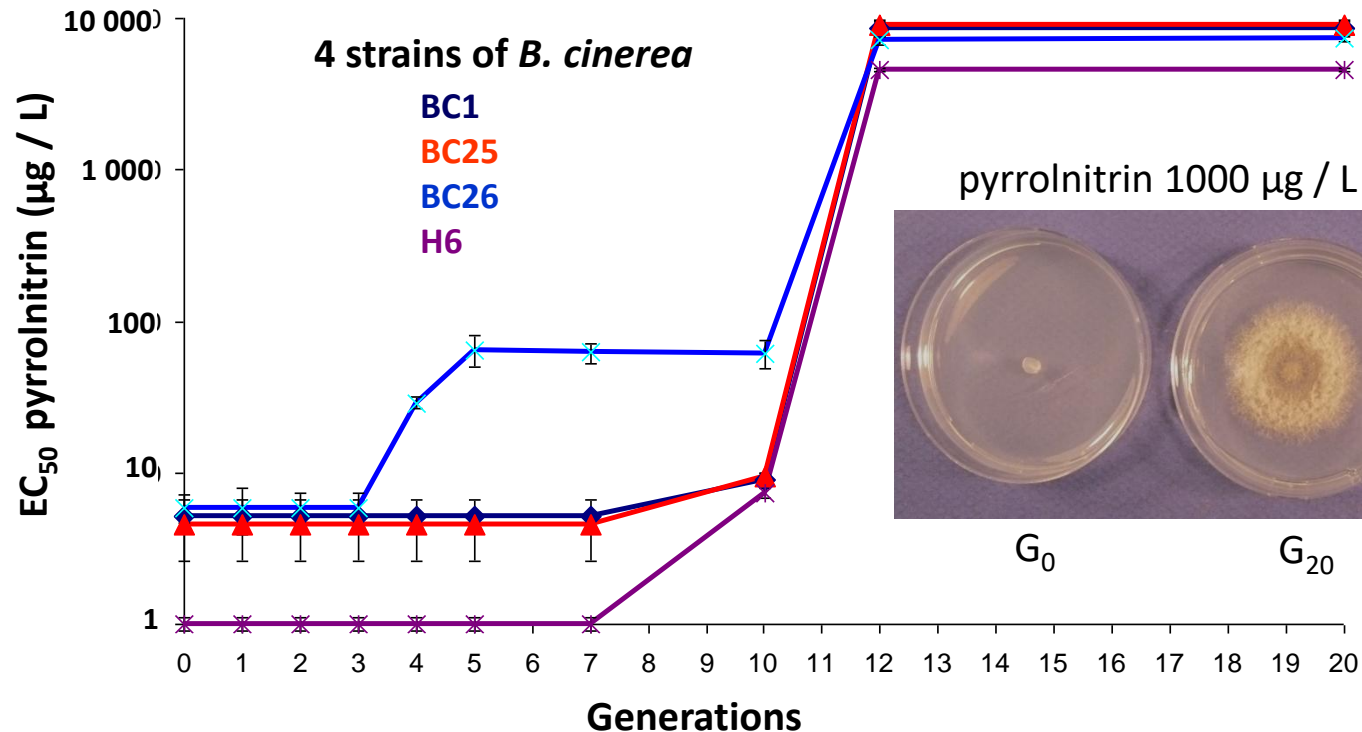 4 strains of B. cinerea
BC1
BC25
BC26
H6
EC50 pyrrolnitrin (µg / L)
10 000
1 000
100
10
1
0 1 2 3 4 5 6 7 8 9 10 11 12 13 14 15 16 17 18 19 20
Generations
pyrrolnitrin 1000 µg / L
G0
G20